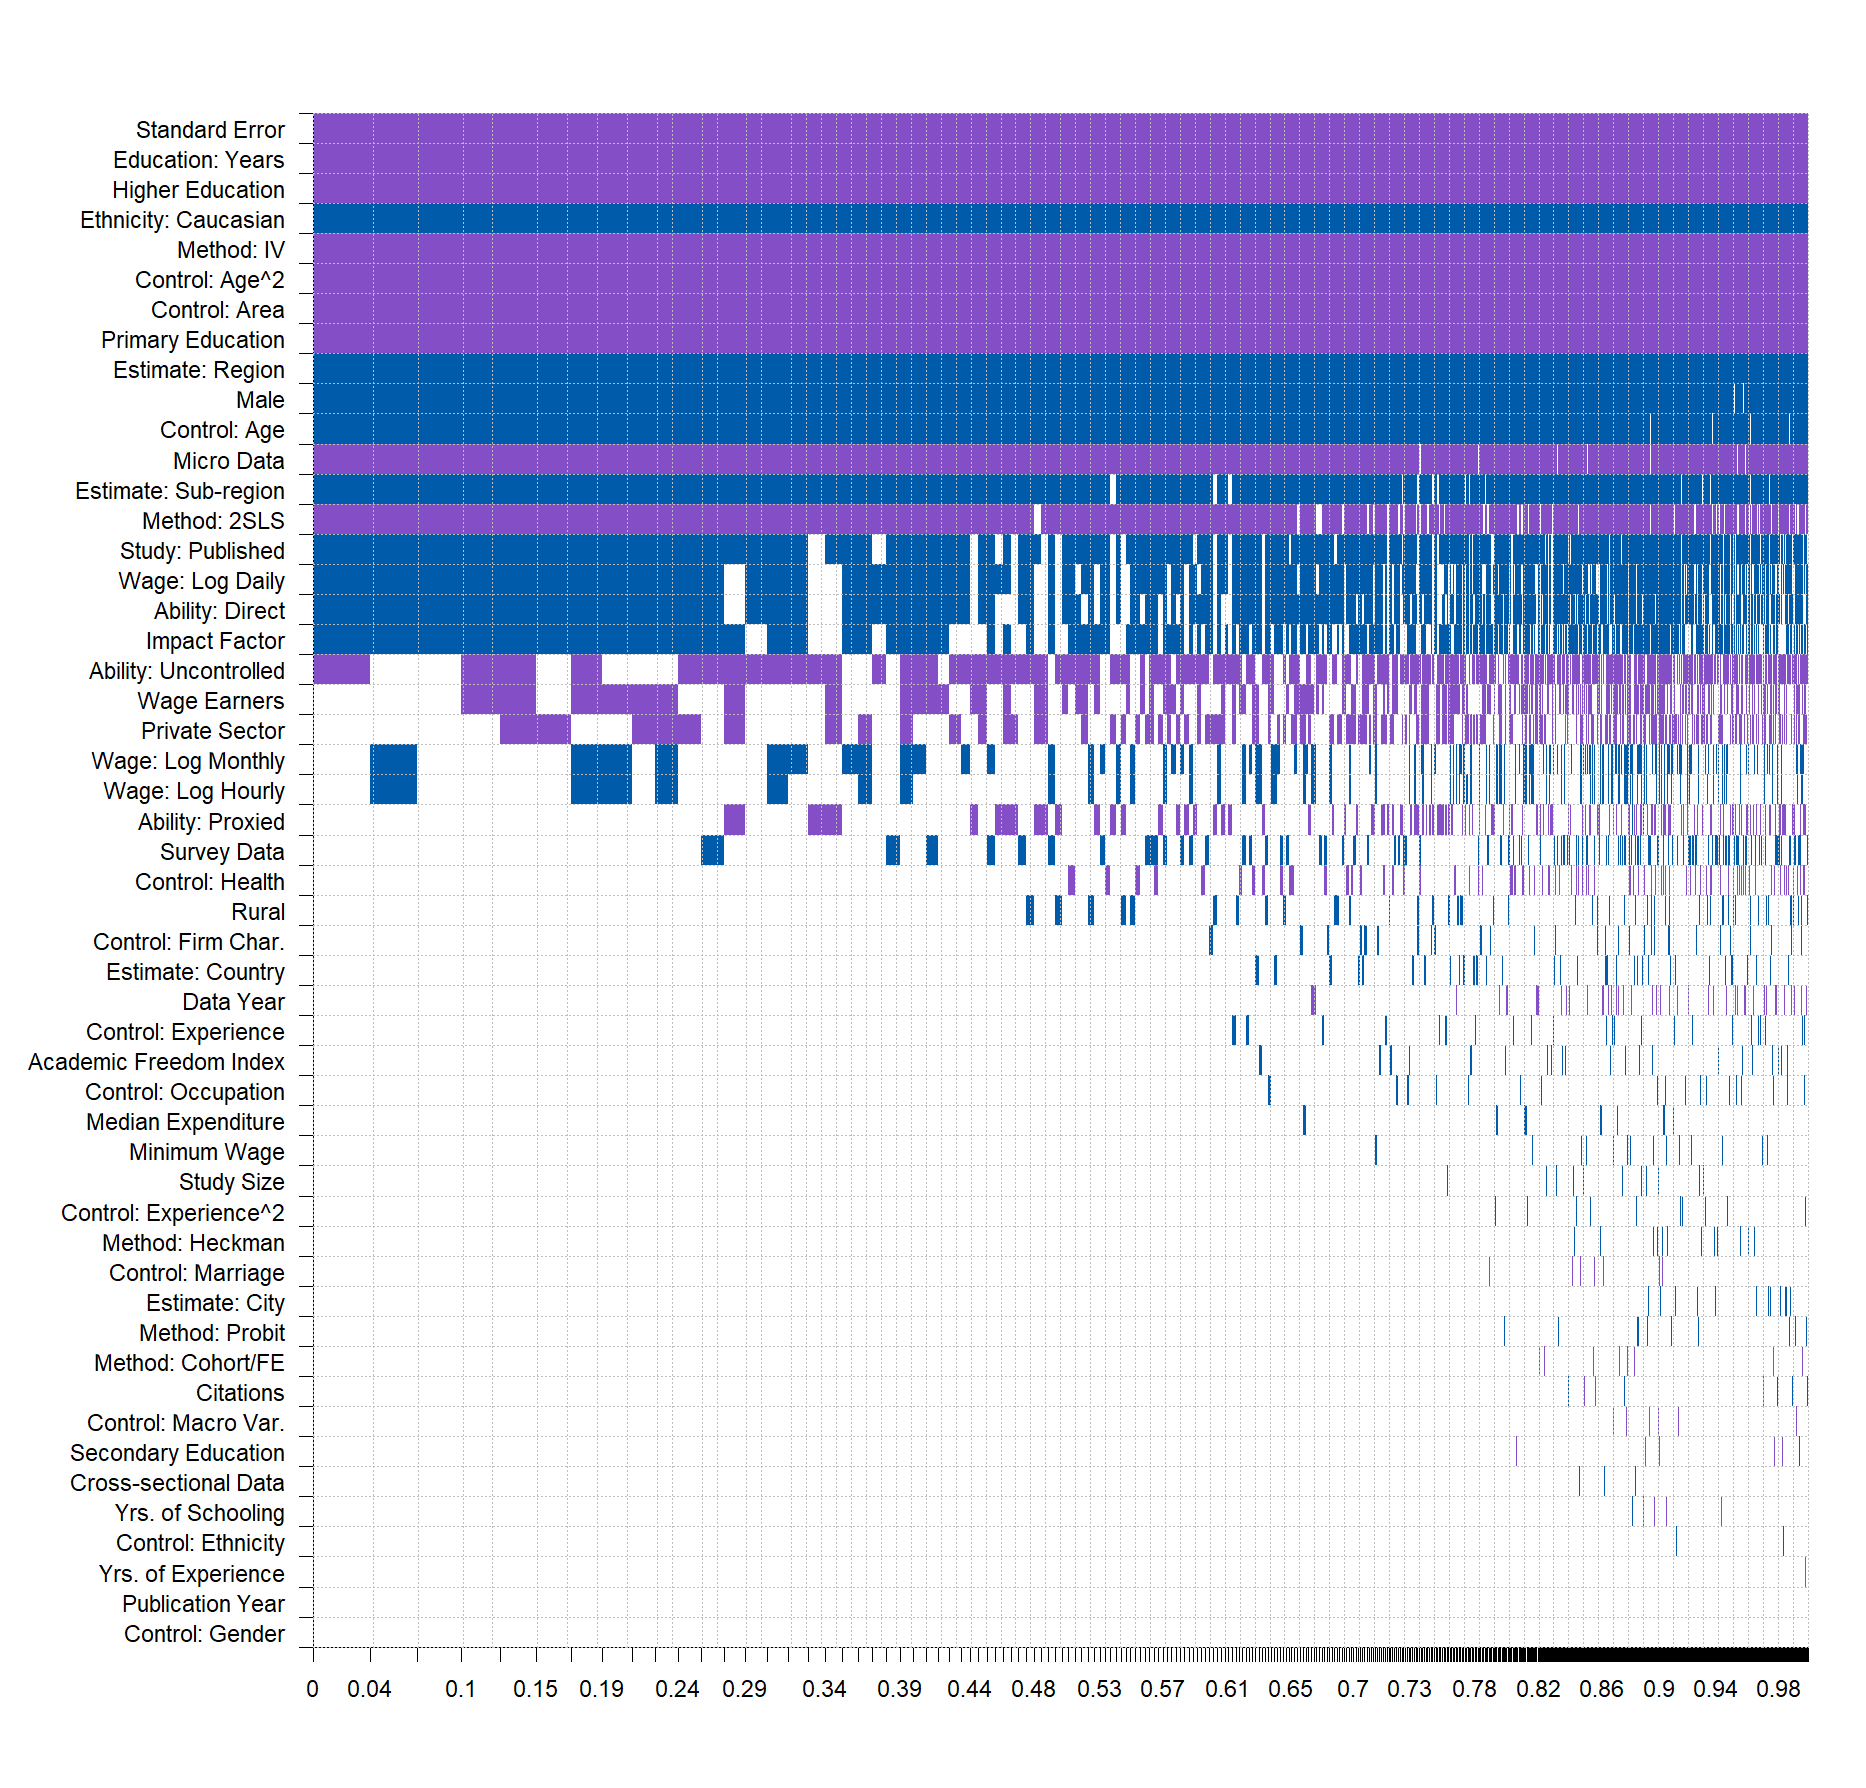 Standard Error
Education: Years
Higher Education
Ethnicity: Caucasian
Method: IV
Control: Age^2
Control: Area
Primary Education
Estimate: Region
Male
Control: Age
Micro Data
Estimate: Sub-region
Method: 2SLS
Study: Published
Wage: Log Daily
Ability: Direct
Impact Factor
Ability: Uncontrolled
Wage Earners
Private Sector
Wage: Log Monthly
Wage: Log Hourly
Ability: Proxied
Survey Data
Control: Health
Rural
Control: Firm Char.
Estimate: Country
Data Year
Control: Experience
Academic Freedom Index
Control: Occupation
Median Expenditure
Minimum Wage
Study Size
Control: Experience^2
Method: Heckman
Control: Marriage
Estimate: City
Method: Probit
Method: Cohort/FE
Citations
Control: Macro Var.
Secondary Education
Cross-sectional Data
Yrs. of Schooling
Control: Ethnicity
Yrs. of Experience
Publication Year
Control: Gender
0 0.04 0.1 0.15 0.19 0.24 0.29 0.34 0.39 0.44 0.48 0.53 0.57 0.61 0.65 0.7 0.73 0.78 0.82 0.86 0.9 0.94 0.98